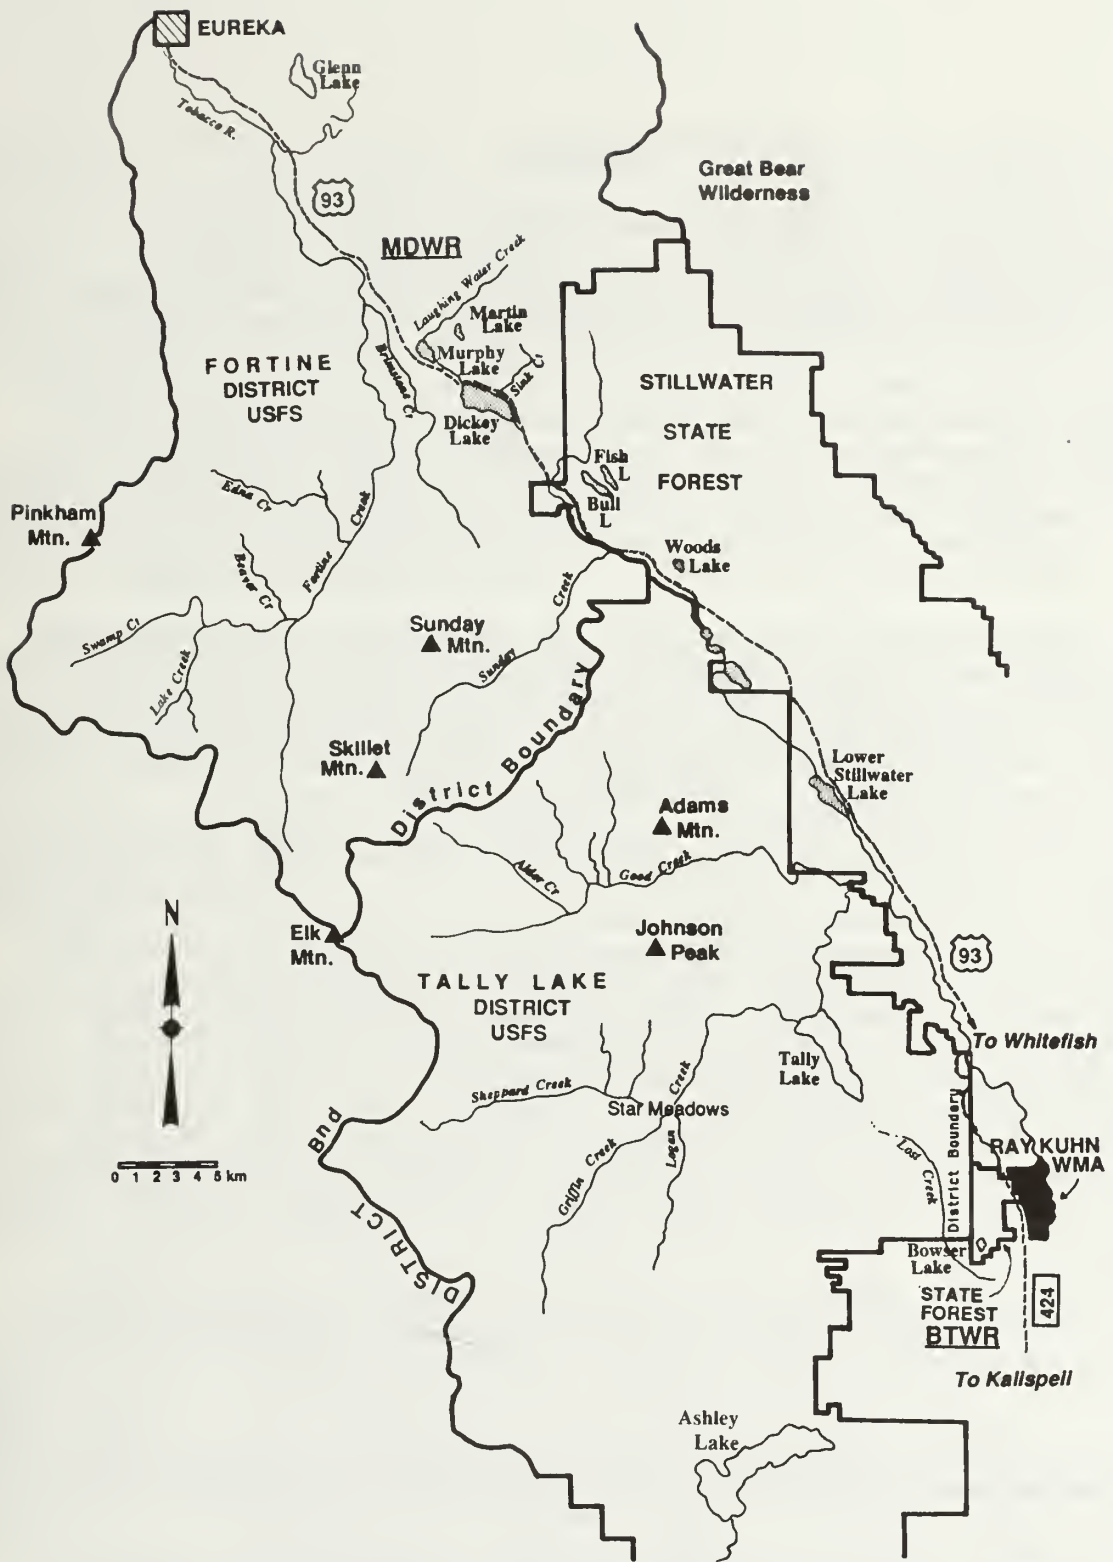 EUREKA
Glenn
Lake
Tobacco R.
93
Great Bear
Wilderness
MDWR
Laughing Water Creek
Martin
Lake
Murphy
Lake
Sink Cr
Brimstone Cr
FORTINE
DISTRICT
USFS
Dickey
Lake
STILLWATER
STATE
FOREST
Fish
L
Bull
L
Edna Cr
Pinkham
Mtn.
Fortine Creek
Beaver Cr
Woods
Lake
Swamp Cr
Lake Creek
Sunday
Mtn.
Sunday Creek
District Boundary
Skillet
Mtn.
Lower
Stillwater
Lake
Adams
Mtn.
Good Creek
Alder Cr
N
Elk
Mtn.
Johnson
Peak
93
TALLY LAKE
DISTRICT
USFS
To Whitefish
Tally
Lake
Sheppard Creek
Star Meadows
Logan Creek
Griffin Creek
0 1 2 3 4 5 km
DISTRICT Bnd
Lost Creek
District Boundary
RAY KUHN
WMA
Bowser
Lake
STATE
FOREST
BTWR
424
To Kalispell
Ashley
Lake